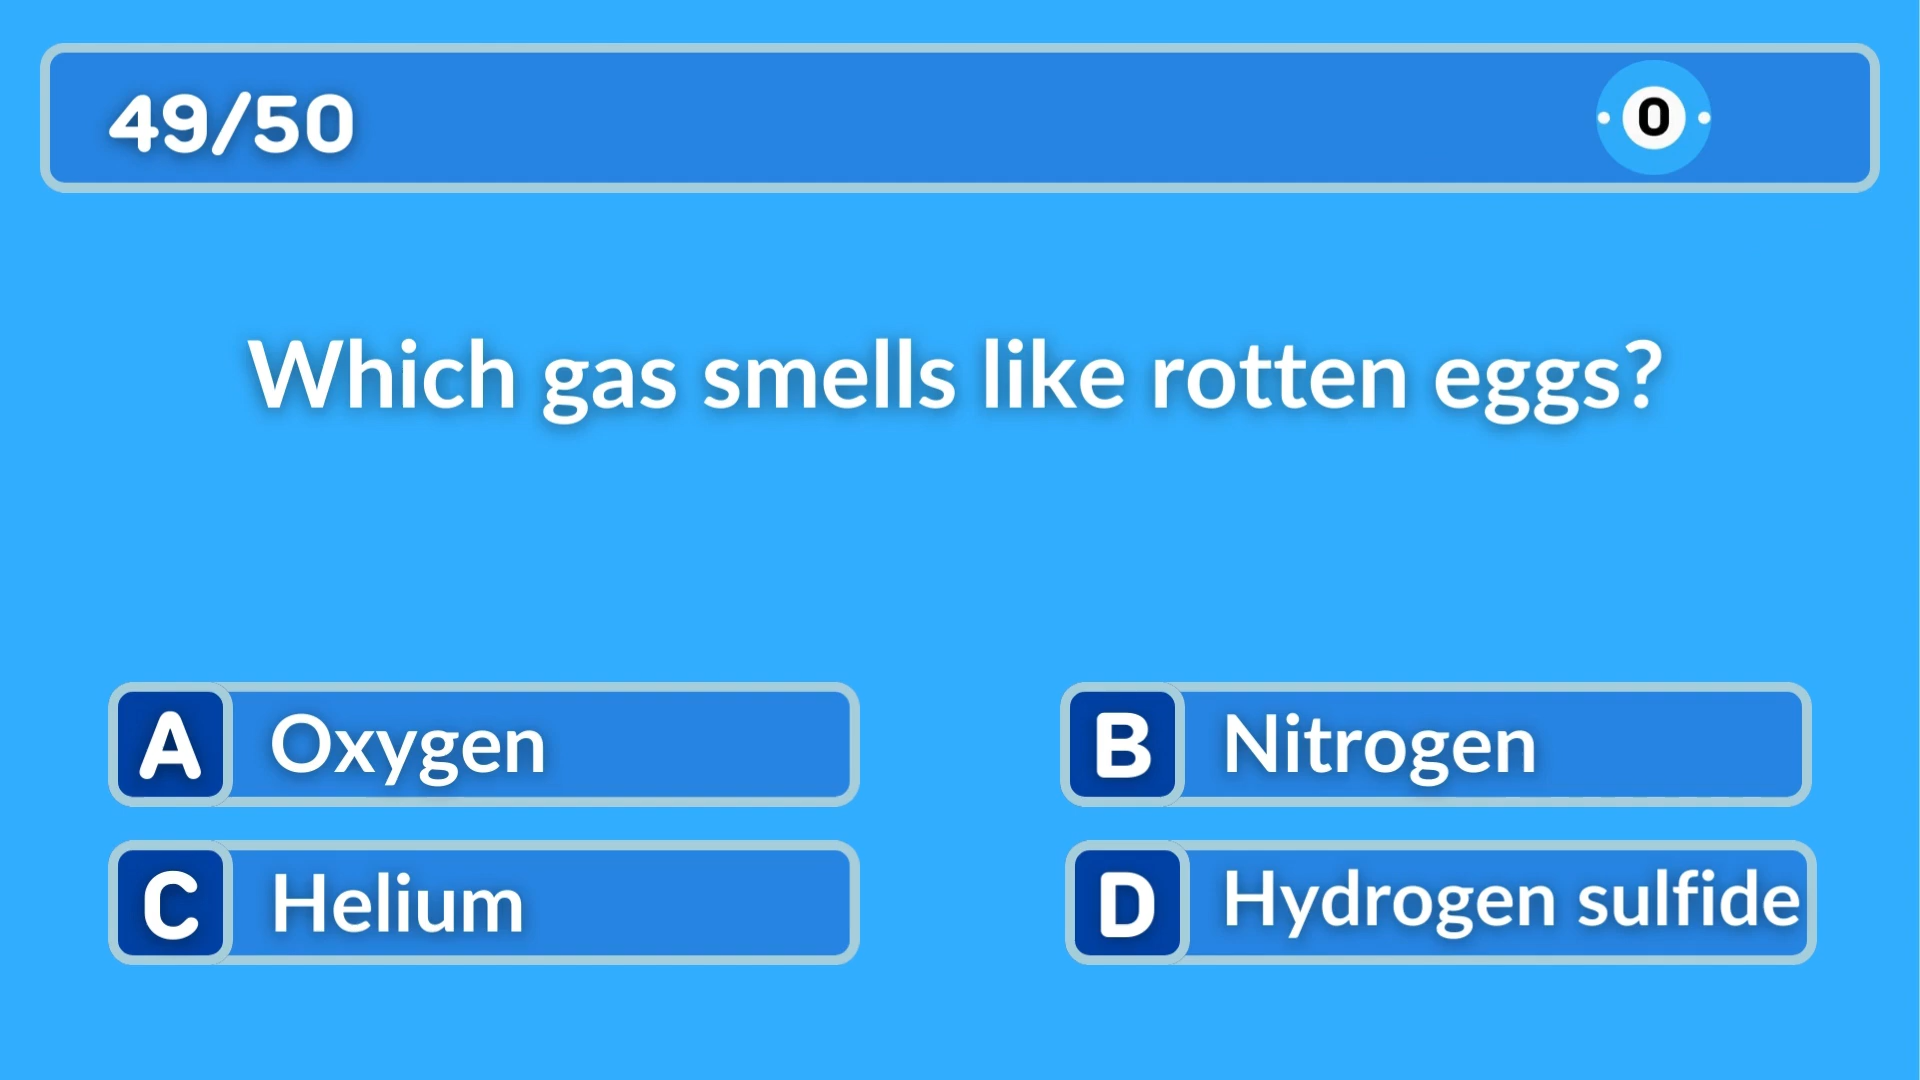 49/50
0
Which gas smells like rotten eggs?
A Oxygen
B Nitrogen
C Helium
D Hydrogen sulfide